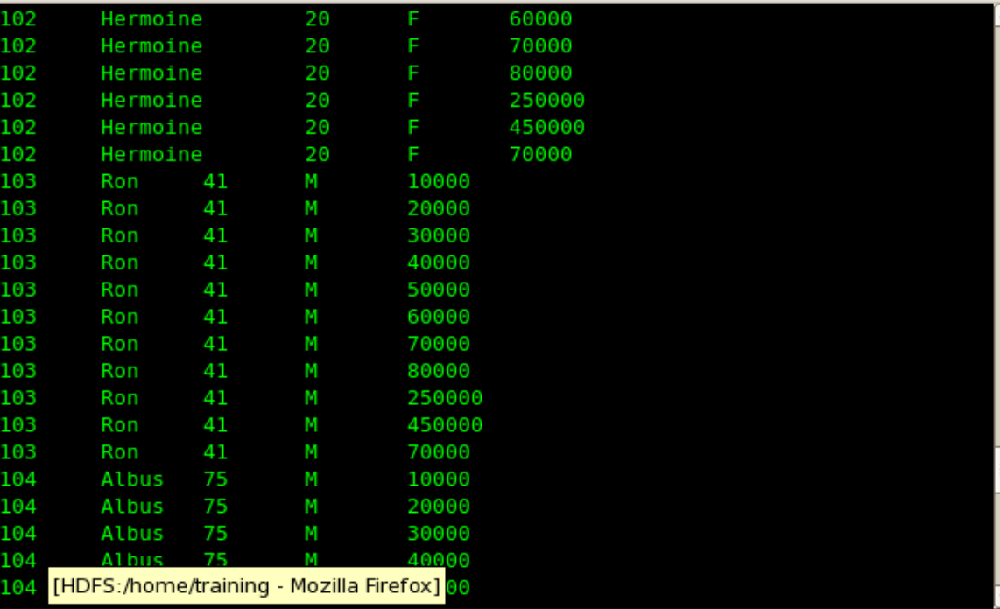 102 Hermoine 20 F 60000
102 Hermoine 20 F 70000
102 Hermoine 20 F 80000
102 Hermoine 20 F 250000
102 Hermoine 20 F 450000
102 Hermoine 20 F 70000
103 Ron 41 M 10000
103 Ron 41 M 20000
103 Ron 41 M 30000
103 Ron 41 M 40000
103 Ron 41 M 50000
103 Ron 41 M 60000
103 Ron 41 M 70000
103 Ron 41 M 80000
103 Ron 41 M 250000
103 Ron 41 M 450000
103 Ron 41 M 70000
104 Albus 75 M 10000
104 Albus 75 M 20000
104 Albus 75 M 30000
104 Albus 75 M 40000
104 [HDFS:/home/training - Mozilla Firefox] 00